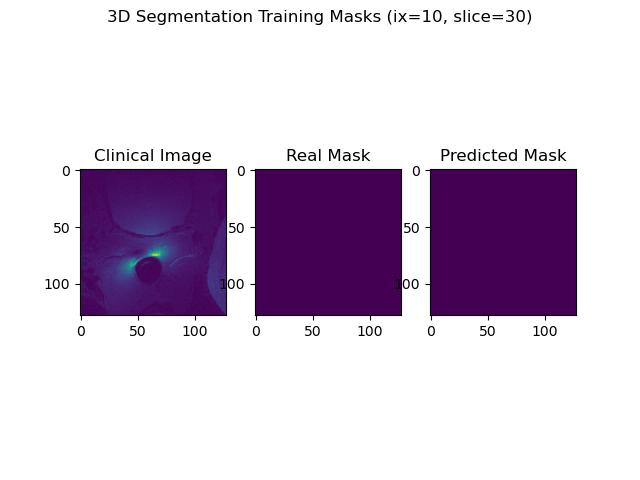 3D Segmentation Training Masks (ix=10, slice=30)
Clinical Image Real Mask Predicted Mask
0 0 0
50 50 50
100 100 100
0 50 100 0 50 100 0 50 100